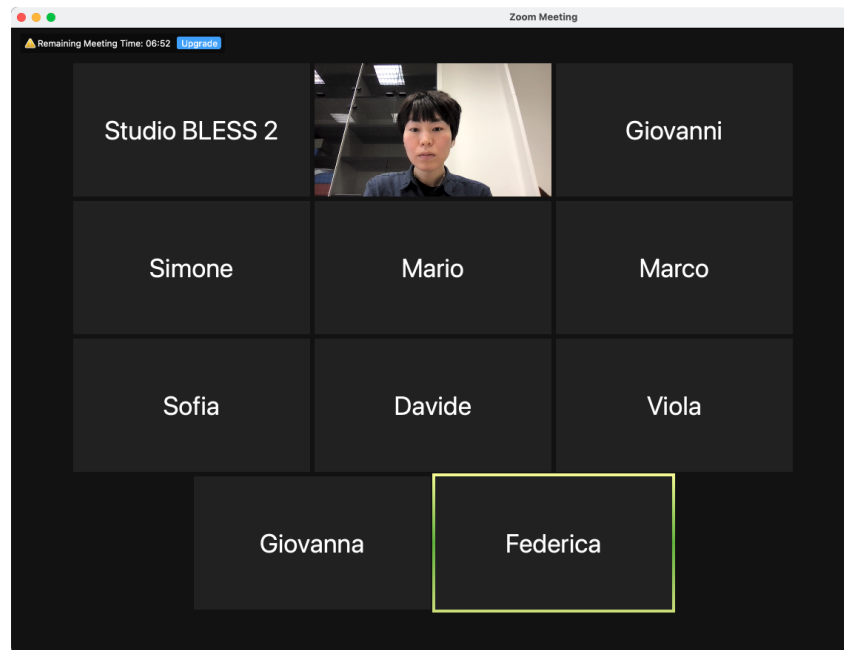 Zoom Meeting
Remaining Meeting Time: 06:52 Upgrade
Studio BLESS 2
Giovanni
Simone
Mario
Marco
Sofia
Davide
Viola
Giovanna
Federica